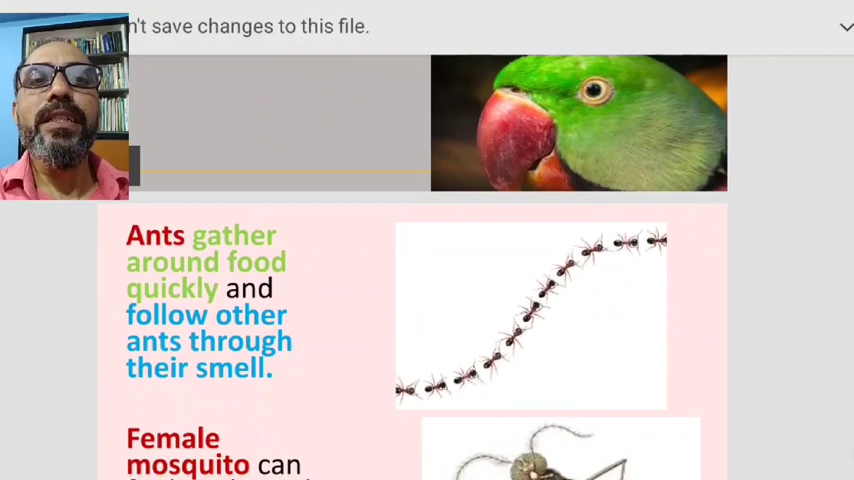 n't save changes to this file.
Ants gather
around food
quickly and
follow other
ants through
their smell.
Female
mosquito can